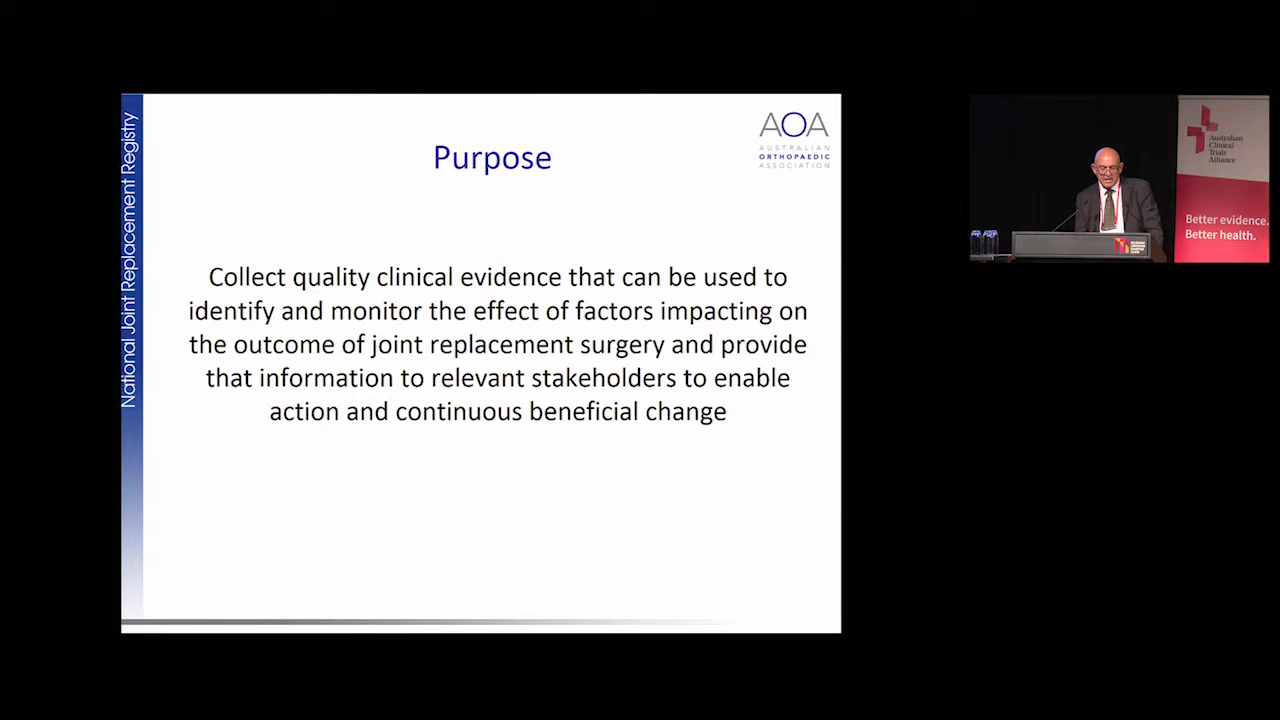 National Joint Replacement Registry
AOA
AUSTRALIAN
ORTHOPAEDIC
ASSOCIATION
Purpose
Collect quality clinical evidence that can be used to
identify and monitor the effect of factors impacting on
the outcome of joint replacement surgery and provide
that information to relevant stakeholders to enable
action and continuous beneficial change
Australian
Clinical
Trials
Alliance
Better evidence.
Better health.